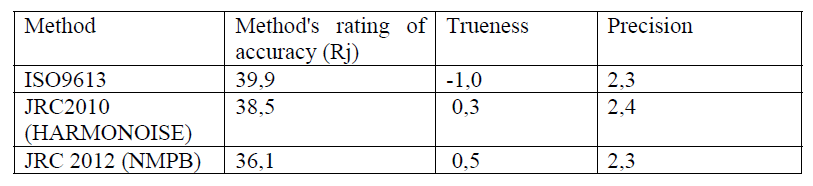 Method Method's rating of accuracy (Rj) Trueness Precision
ISO9613 39,9 -1,0 2,3
JRC2010 (HARMONOISE) 38,5 0,3 2,4
JRC 2012 (NMPB) 36,1 0,5 2,3